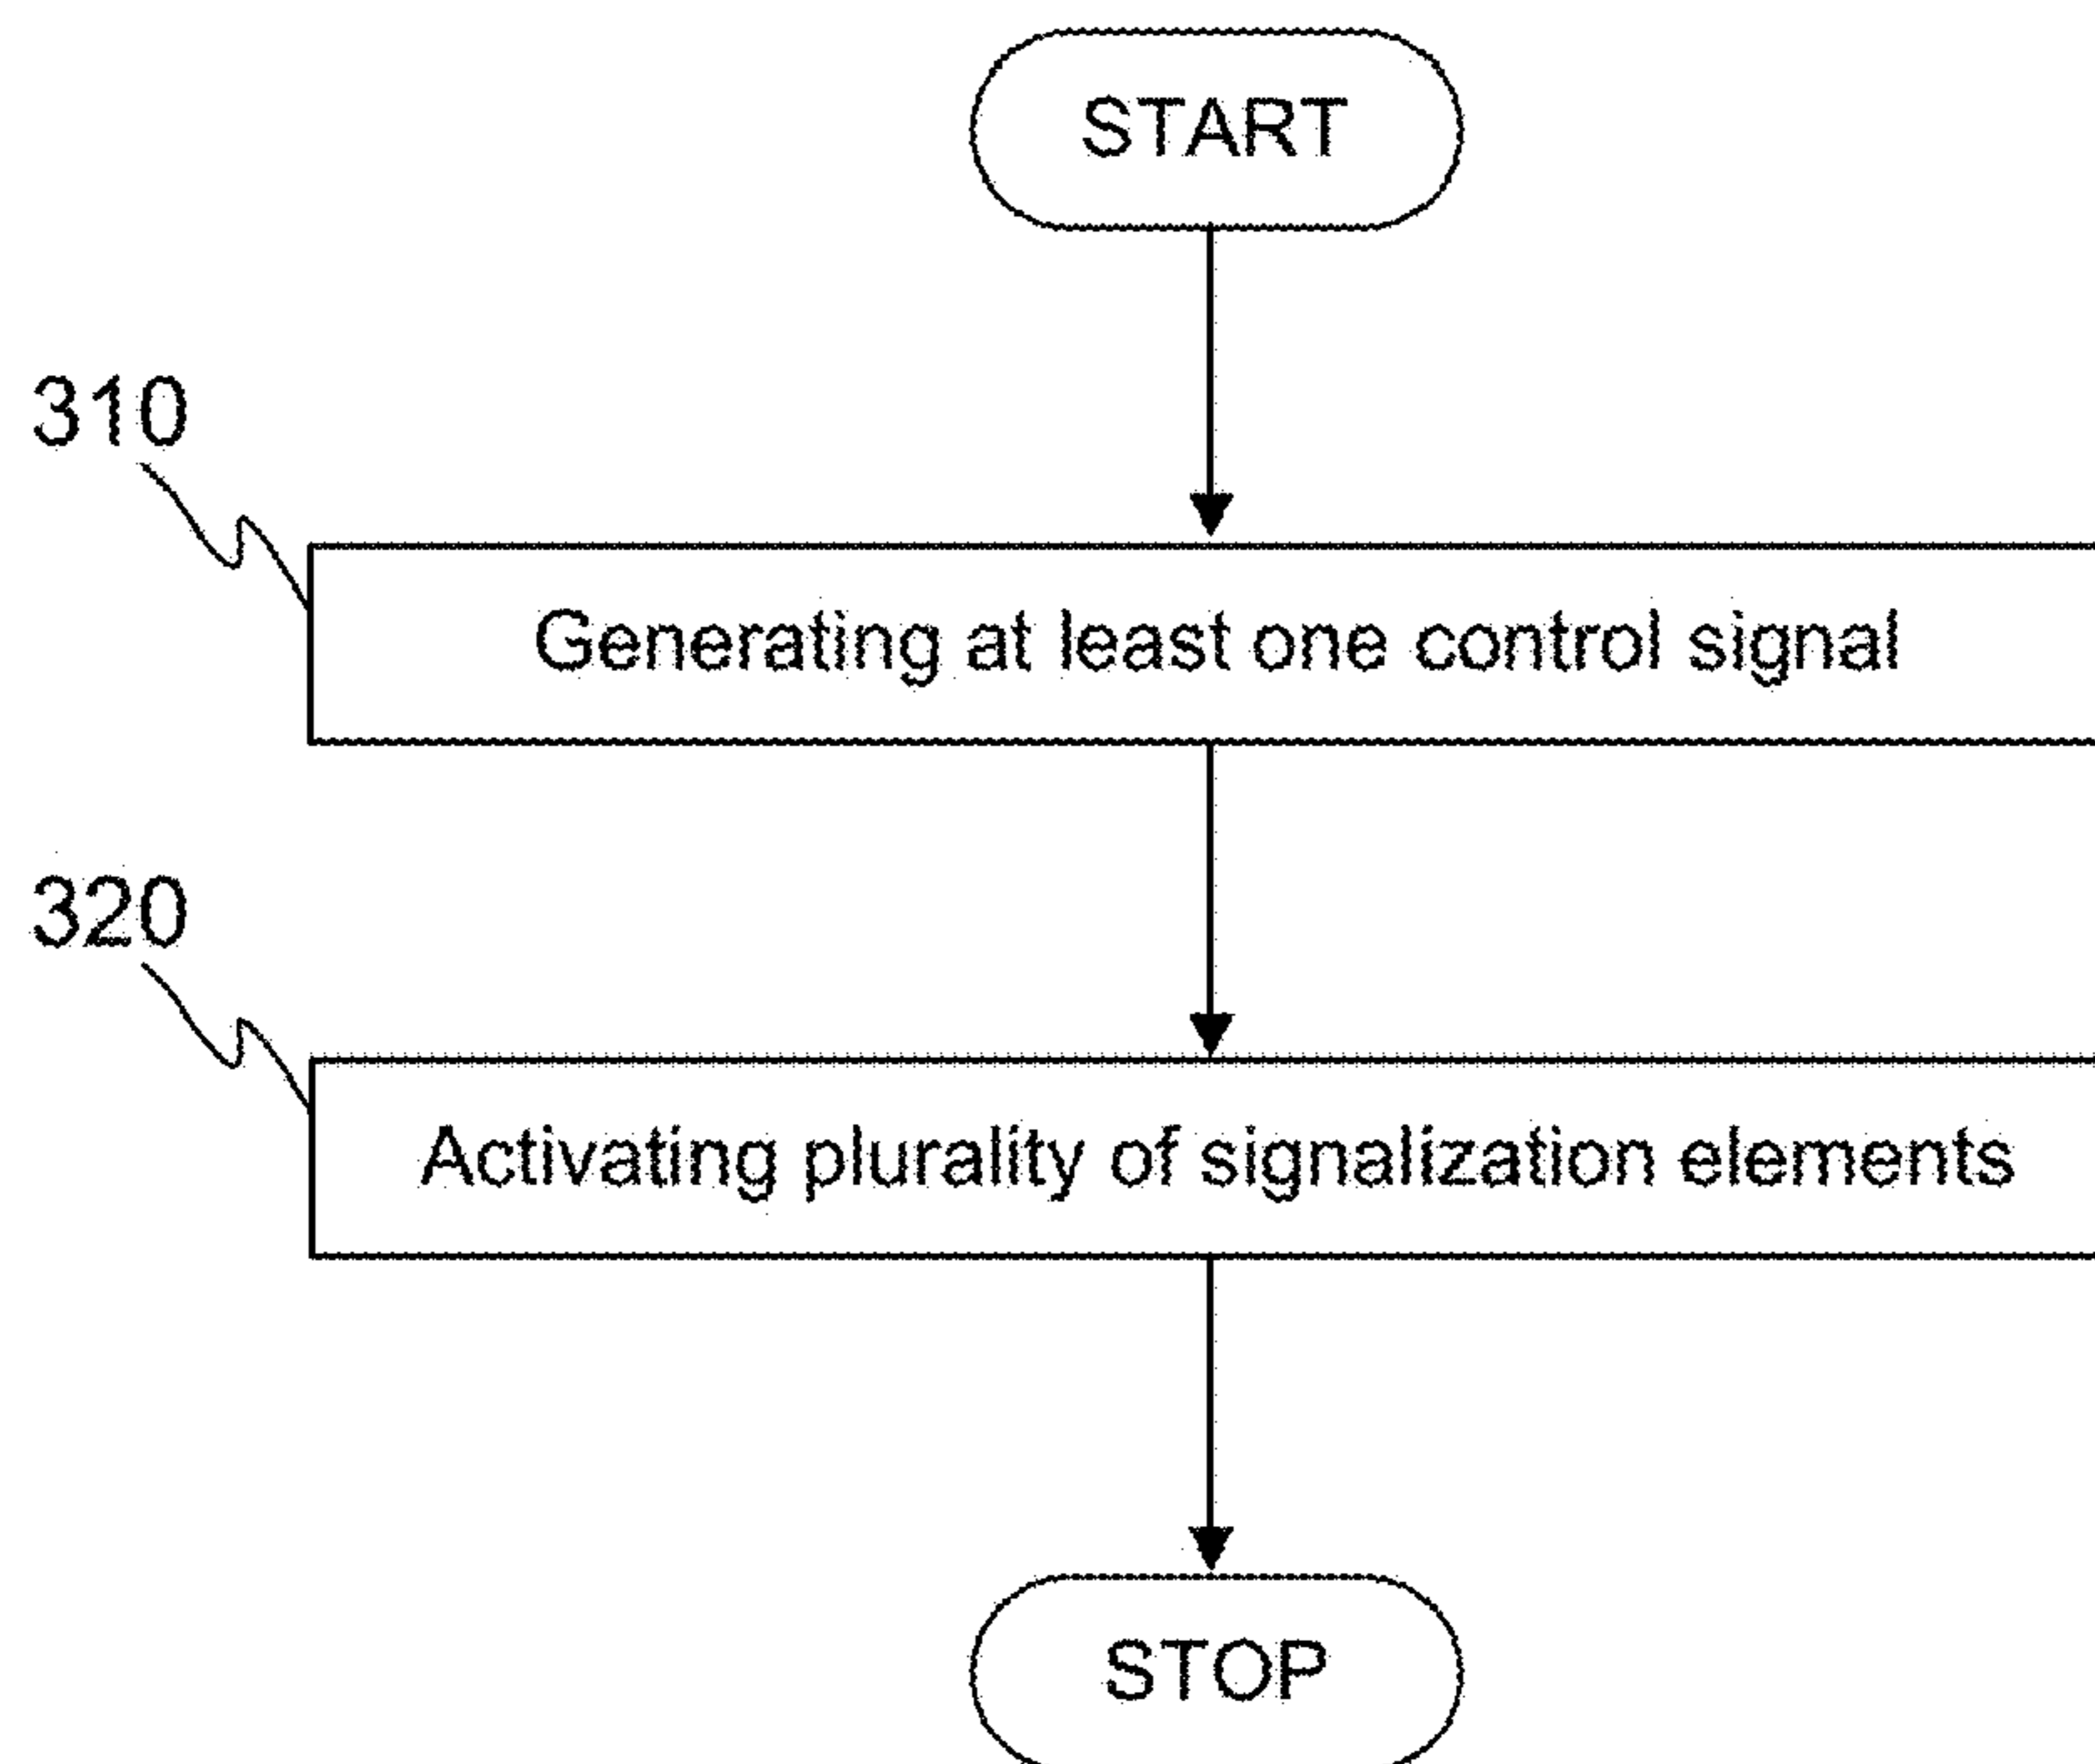 START
310
Generating at least one control signal
320
Activating plurality of signalization elements
STOP